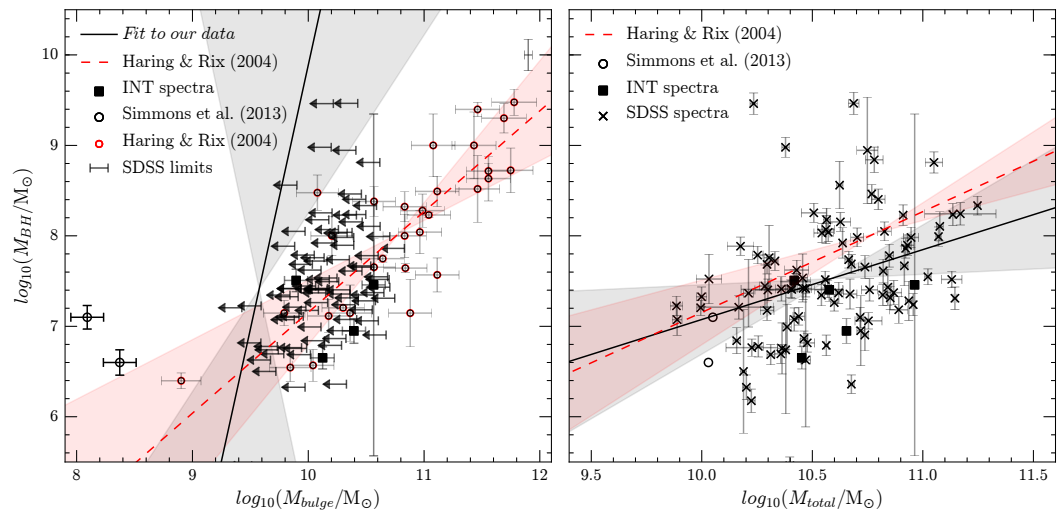 10
9
8
7
6
log10(MBH/M⊙)
Fit to our data
Haring & Rix (2004)
INT spectra
Simmons et al. (2013)
Haring & Rix (2004)
SDSS limits
8
9
10
11
12
log10(Mbulge/M⊙)
Haring & Rix (2004)
Simmons et al. (2013)
INT spectra
SDSS spectra
9.5
10.0
10.5
11.0
11.5
log10(Mtotal/M⊙)